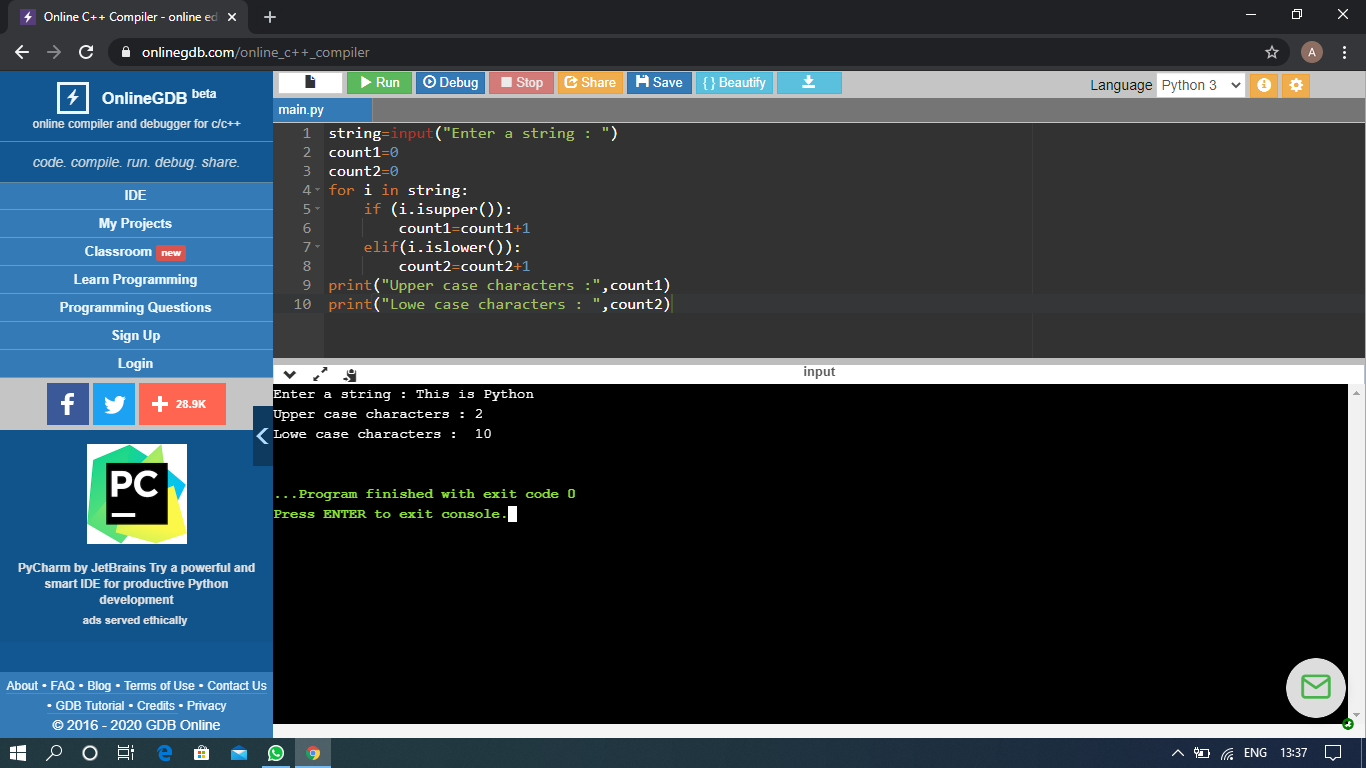 Online C++ Compiler - online ed
onlinegdb.com/online_c++_compiler
A
OnlineGDB beta
online compiler and debugger for c/c++
code. compile. run. debug. share.
IDE
My Projects
Classroom new
Learn Programming
Programming Questions
Sign Up
Login
28.9K
PC
PyCharm by JetBrains Try a powerful and
smart IDE for productive Python
development
ads served ethically
About • FAQ • Blog • Terms of Use • Contact Us
• GDB Tutorial • Credits • Privacy
© 2016 - 2020 GDB Online
Run Debug Stop Share Save { } Beautify
Language Python 3
main.py
1 string=input("Enter a string : ")
2 count1=0
3 count2=0
4 for i in string:
5     if (i.isupper()):
6         count1=count1+1
7     elif(i.islower()):
8         count2=count2+1
9 print("Upper case characters :",count1)
10 print("Lowe case characters : ",count2)
input
Enter a string : This is Python
Upper case characters : 2
Lowe case characters :  10
...Program finished with exit code 0
Press ENTER to exit console.
ENG 13:37